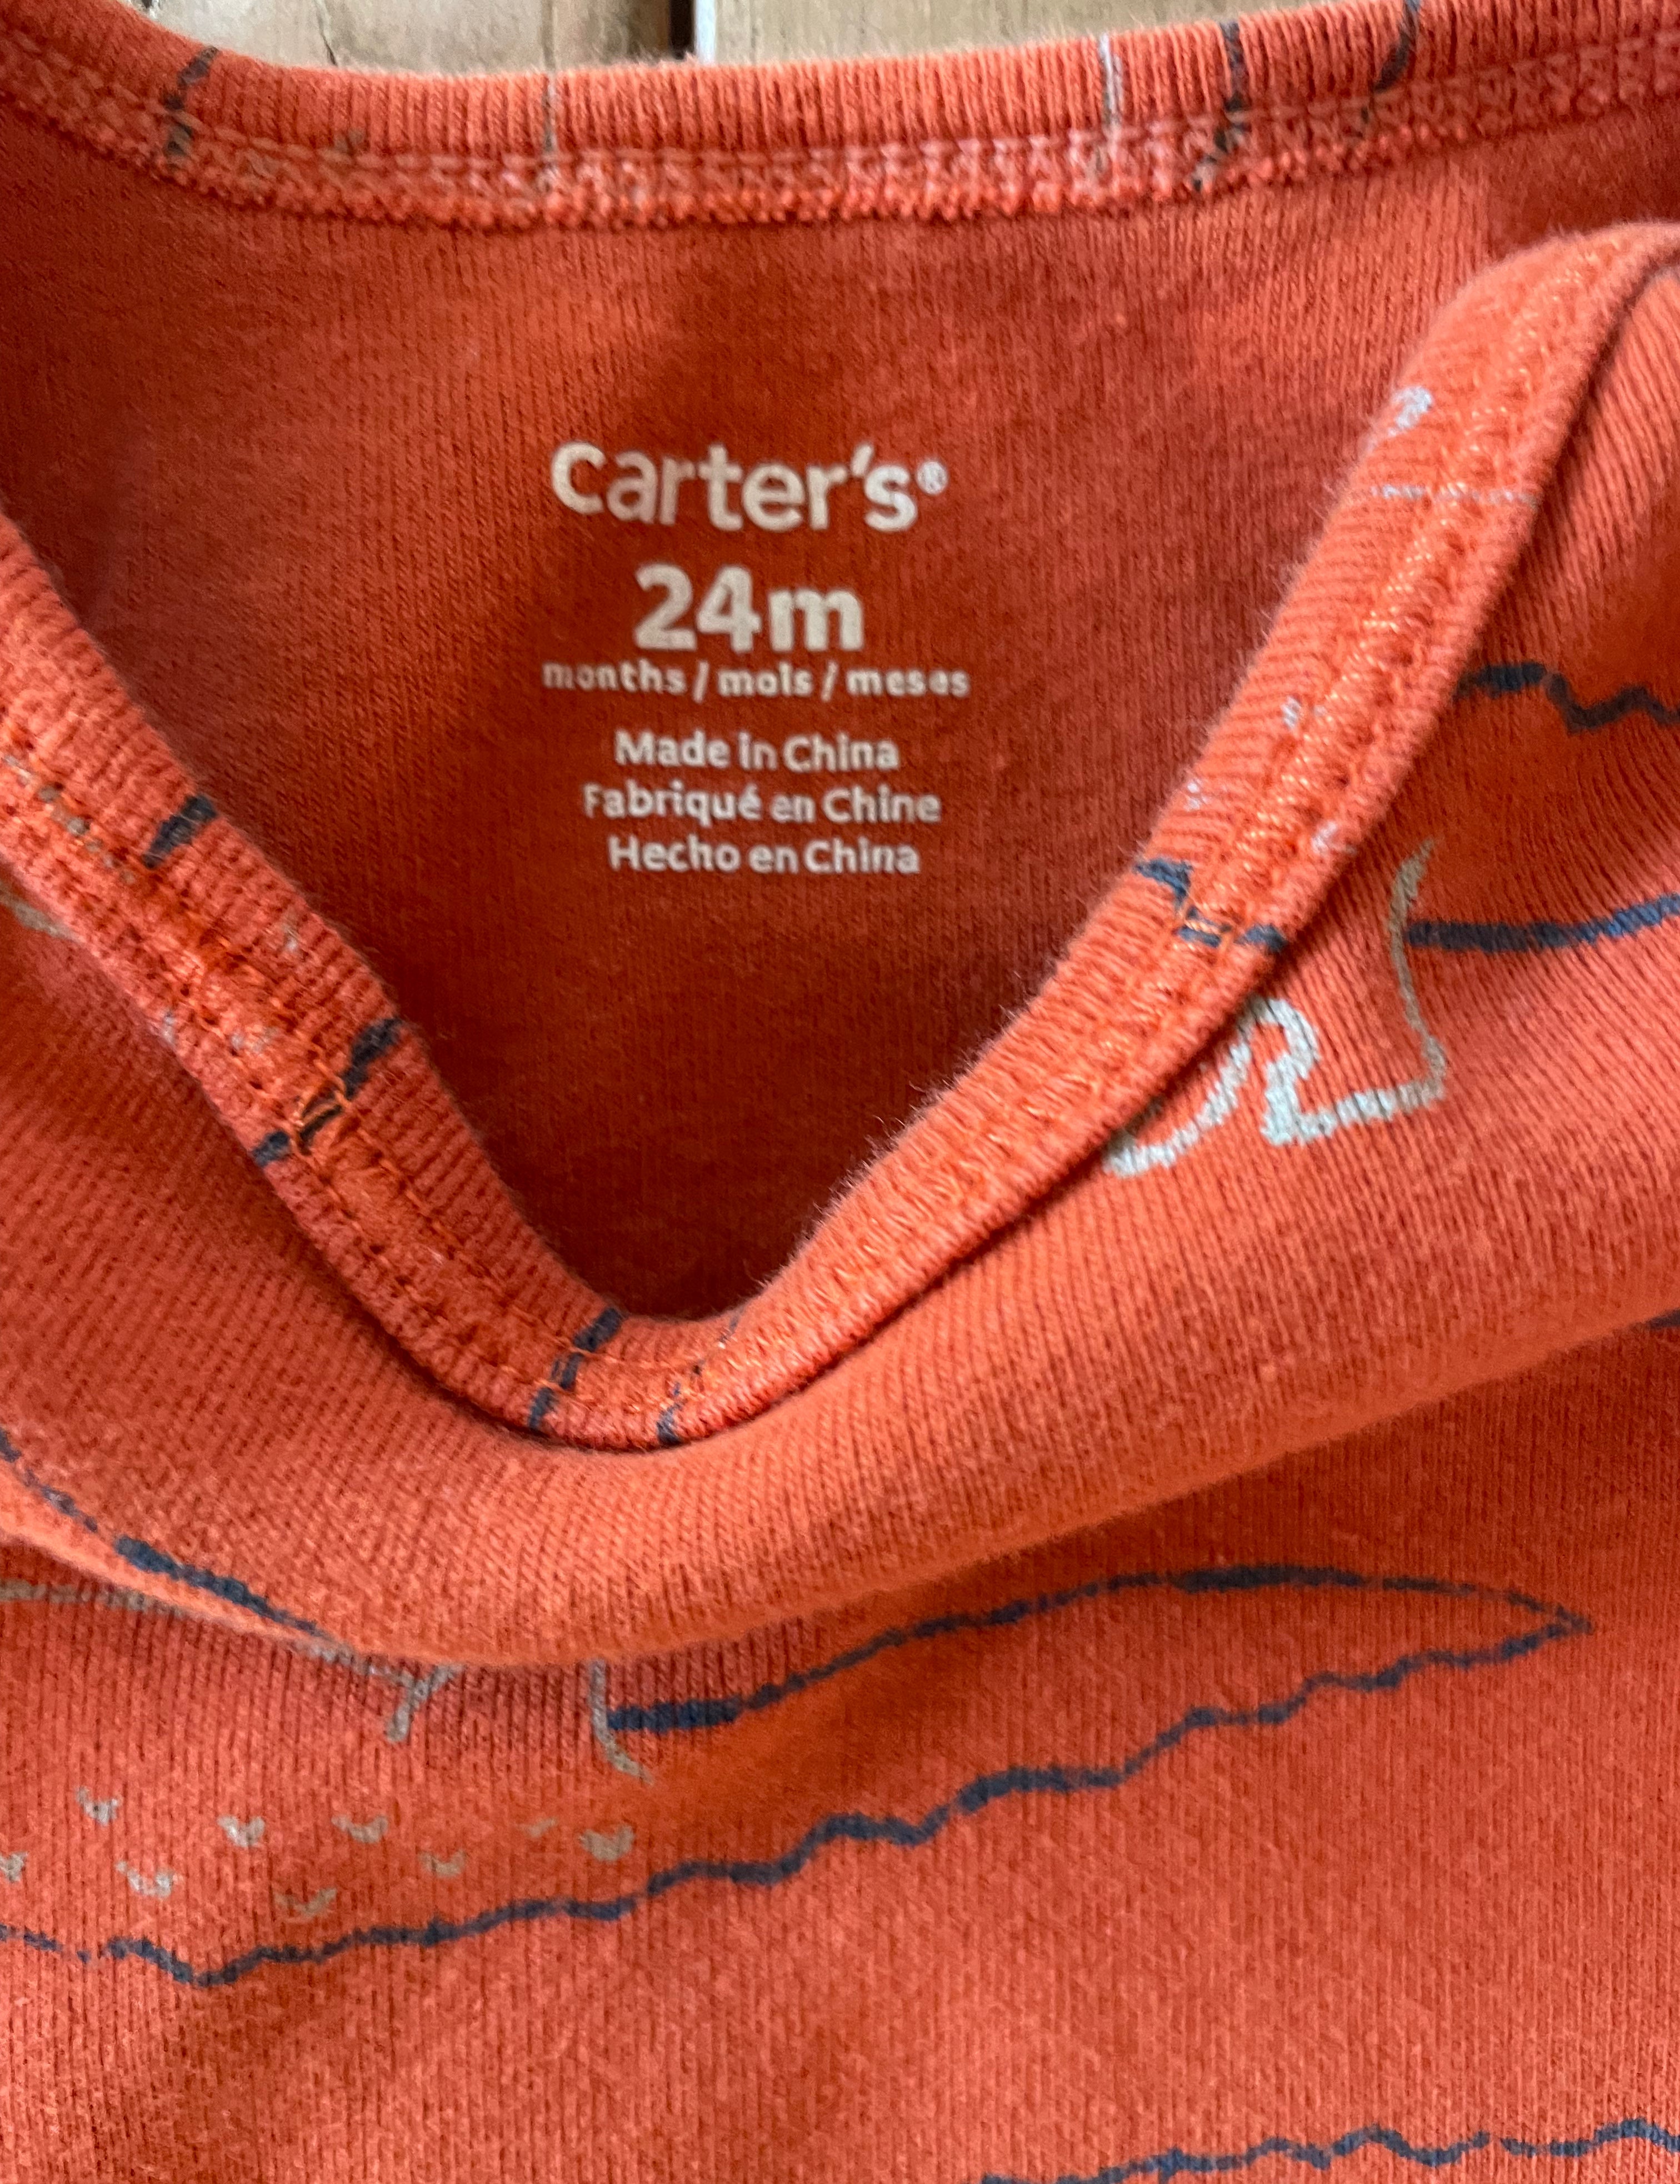 carter's®
24m
months / mois / meses
Made in China
Fabriqué en Chine
Hecho en China